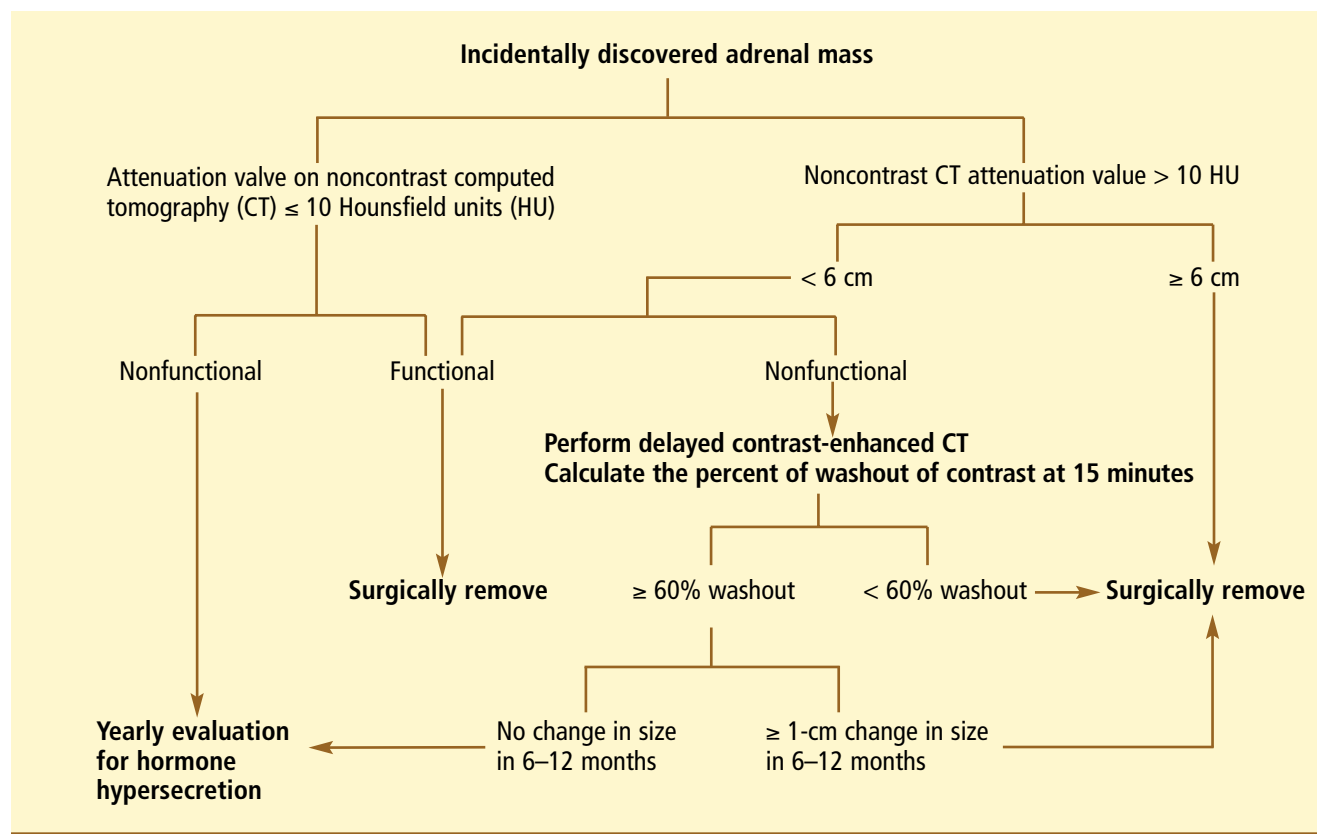 Incidentally discovered adrenal mass
Attenuation valve on noncontrast computed
tomography (CT) ≤ 10 Hounsfield units (HU)
Noncontrast CT attenuation value > 10 HU
< 6 cm
≥ 6 cm
Nonfunctional
Functional
Nonfunctional
Perform delayed contrast-enhanced CT
Calculate the percent of washout of contrast at 15 minutes
Surgically remove
≥ 60% washout
< 60% washout
Surgically remove
Yearly evaluation
for hormone
hypersecretion
No change in size
in 6–12 months
≥ 1-cm change in size
in 6–12 months